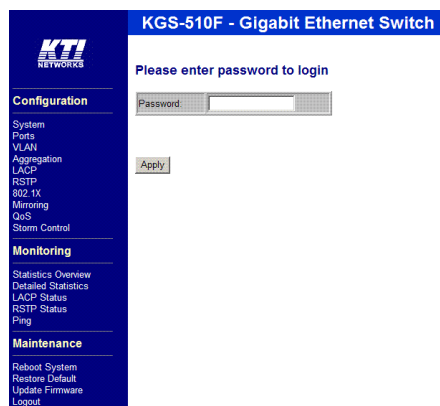 KGS-510F - Gigabit Ethernet Switch
KTI
NETWORKS
Please enter password to login
Password:
Apply
Configuration
System
Ports
VLAN
Aggregation
LACP
RSTP
802.1X
Mirroring
QoS
Storm Control
Monitoring
Statistics Overview
Detailed Statistics
LACP Status
RSTP Status
Ping
Maintenance
Reboot System
Restore Default
Update Firmware
Logout